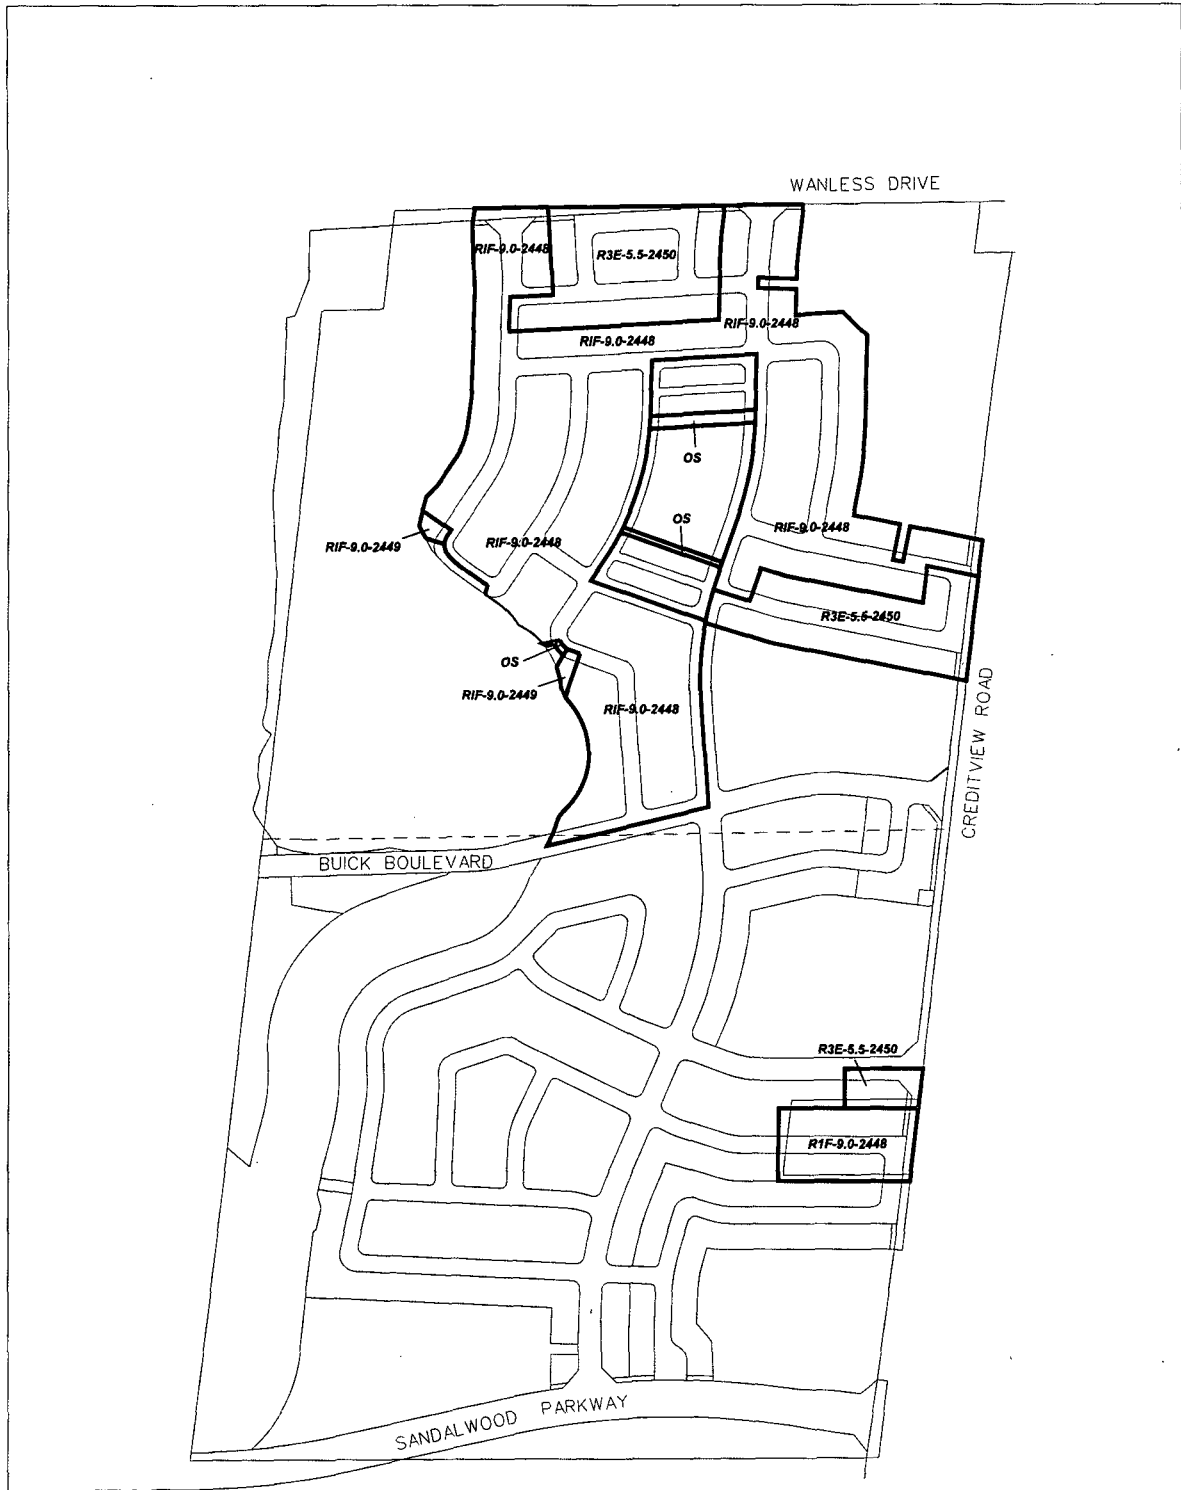 WANLESS DRIVE
RIF-9.0-2448
R3E-5.5-2450
RIF-9.0-2448
RIF-9.0-2448
OS
OS
RIF-9.0-2448
RIF-9.0-2449
RIF-9.0-2448
R3E-5.5-2450
OS
RIF-9.0-2449
RIF-9.0-2448
CREDITVIEW ROAD
BUICK BOULEVARD
R3E-5.5-2450
R1F-9.0-2448
SANDALWOOD PARKWAY